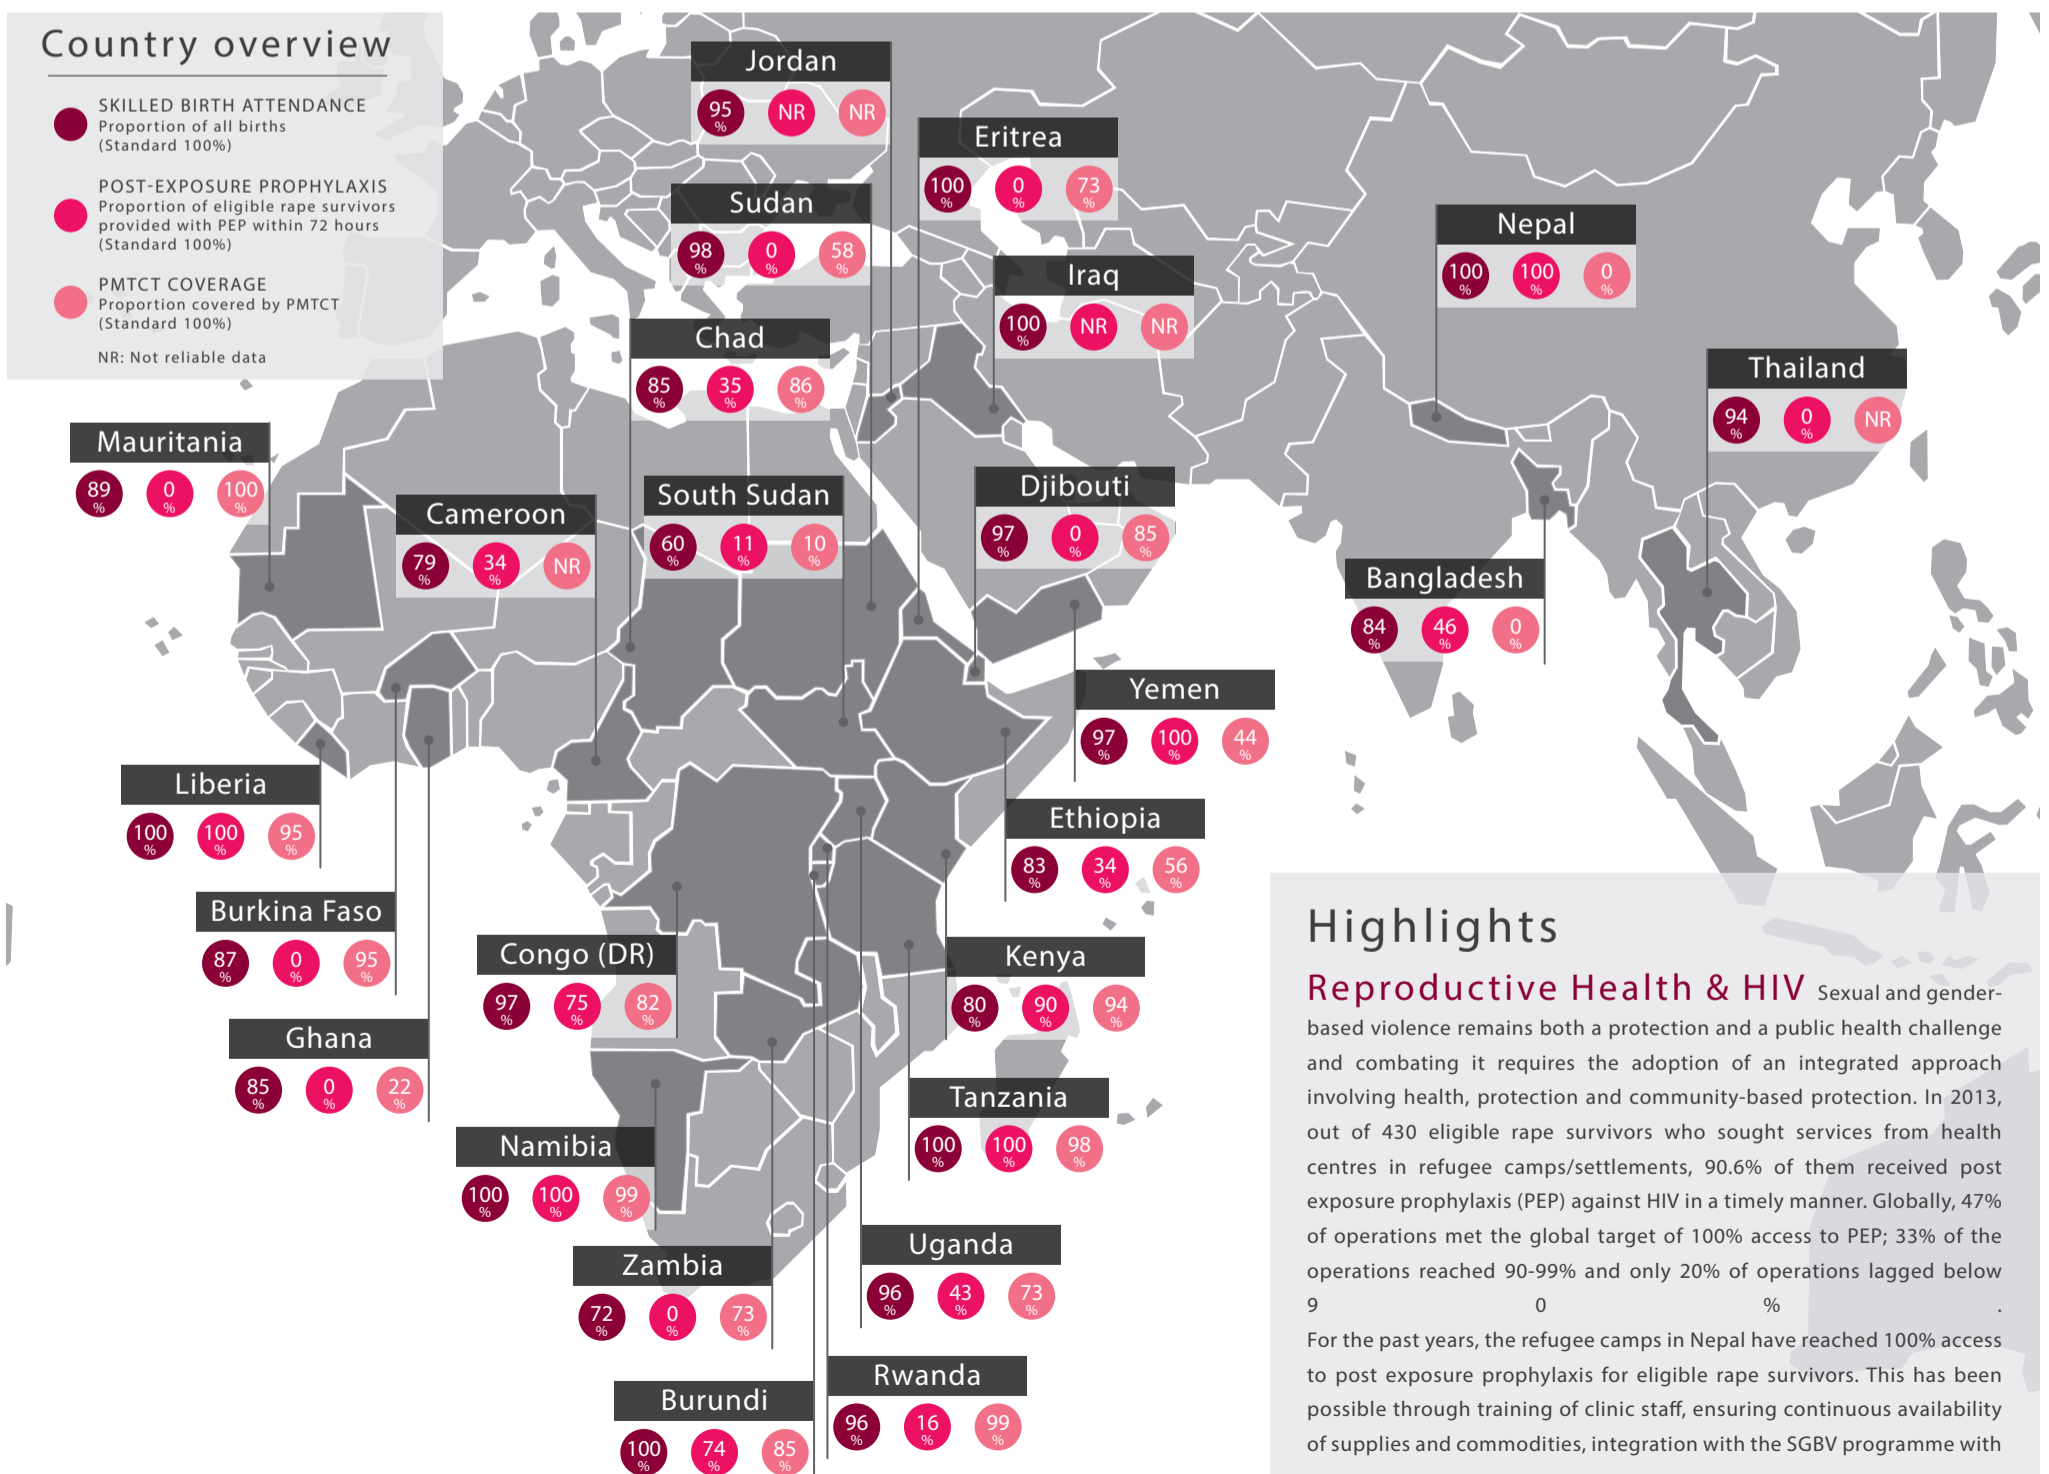 Country overview
SKILLED BIRTH ATTENDANCE
Proportion of all births
(Standard 100%)
POST-EXPOSURE PROPHYLAXIS
Proportion of eligible rape survivors
provided with PEP within 72 hours
(Standard 100%)
PMTCT COVERAGE
Proportion covered by PMTCT
(Standard 100%)
NR: Not reliable data
Jordan
95 % NR NR
Eritrea
100 % 0 % 73 %
Sudan
98 % 0 % 58 %
Nepal
100 % 100 % 0 %
Iraq
100 % NR NR
Chad
85 % 35 % 86 %
Thailand
94 % 0 % NR
Mauritania
89 % 0 % 100 %
Cameroon
79 % 34 % NR
South Sudan
60 % 11 % 10 %
Djibouti
97 % 0 % 85 %
Bangladesh
84 % 46 % 0 %
Yemen
97 % 100 % 44 %
Liberia
100 % 100 % 95 %
Ethiopia
83 % 34 % 56 %
Burkina Faso
87 % 0 % 95 %
Congo (DR)
97 % 75 % 82 %
Kenya
80 % 90 % 94 %
Ghana
85 % 0 % 22 %
Tanzania
100 % 100 % 98 %
Namibia
100 % 100 % 99 %
Uganda
96 % 43 % 73 %
Zambia
72 % 0 % 73 %
Rwanda
96 % 16 % 99 %
Burundi
100 % 74 % 85 %
Highlights
Reproductive Health & HIV Sexual and gender-
based violence remains both a protection and a public health challenge
and combating it requires the adoption of an integrated approach
involving health, protection and community-based protection. In 2013,
out of 430 eligible rape survivors who sought services from health
centres in refugee camps/settlements, 90.6% of them received post
exposure prophylaxis (PEP) against HIV in a timely manner. Globally, 47%
of operations met the global target of 100% access to PEP; 33% of the
operations reached 90-99% and only 20% of operations lagged below
9 0 % .
For the past years, the refugee camps in Nepal have reached 100% access
to post exposure prophylaxis for eligible rape survivors. This has been
possible through training of clinic staff, ensuring continuous availability
of supplies and commodities, integration with the SGBV programme with